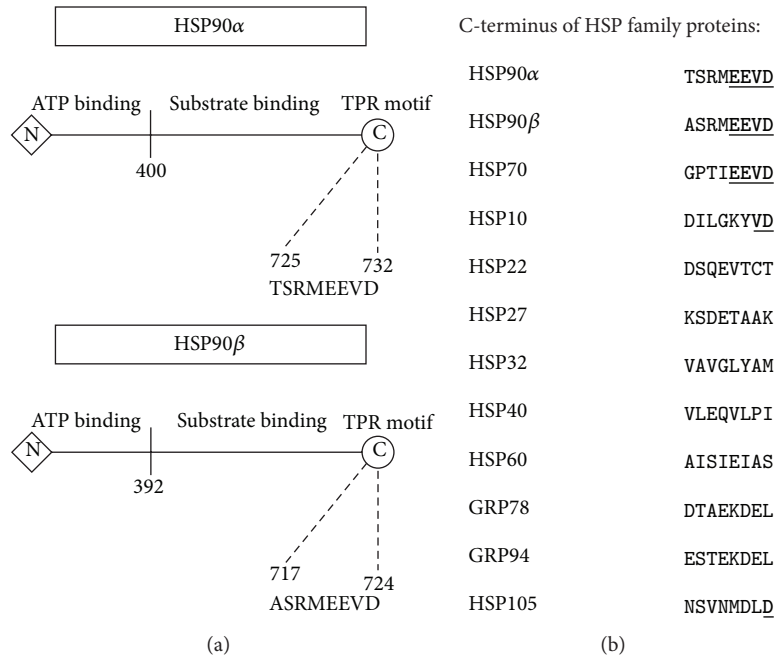 HSP90α
ATP binding Substrate binding TPR motif
N C
400
725 732
TSRMEEVD
HSP90β
ATP binding Substrate binding TPR motif
N C
392
717 724
ASRMEEVD
(a)
C-terminus of HSP family proteins:
HSP90α TSRMEEVD
HSP90β ASRMEEVD
HSP70 GPTIEEVD
HSP10 DILGKYVD
HSP22 DSQEVTCT
HSP27 KSDETAAK
HSP32 VAVGLYAM
HSP40 VLEQVLPI
HSP60 AISIEIAS
GRP78 DTAEKDEL
GRP94 ESTEKDEL
HSP105 NSVNMDLD
(b)